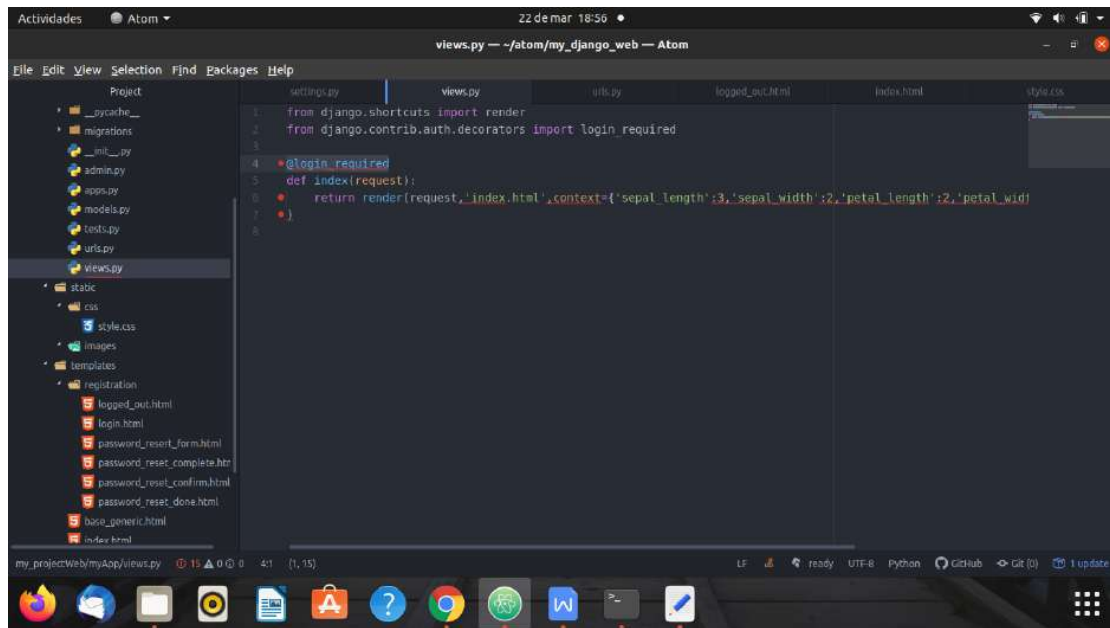 Actividades Atom 22 de mar 18:56
views.py — ~/atom/my_django_web — Atom
File Edit View Selection Find Packages Help
Project settings.py views.py urls.py logged_out.html index.html style.css
__pycache__
migrations
__init__.py
admin.py
apps.py
models.py
tests.py
urls.py
views.py
static
css
style.css
images
templates
registration
logged_out.html
login.html
password_resert_form.html
password_reset_complete.htm
password_reset_confirm.html
password_reset_done.html
base_generic.html
index.html
1 from django.shortcuts import render
2 from django.contrib.auth.decorators import login_required
3
4 @login_required
5 def index(request):
6 return render(request,'index.html',context={'sepal_length':3,'sepal_width':2,'petal_length':2,'petal_widt
7 )
8
my_projectWeb/myApp/views.py 15 0 0 4:1 (1, 15) LF ready UTF-8 Python GitHub Git (0) 1 update